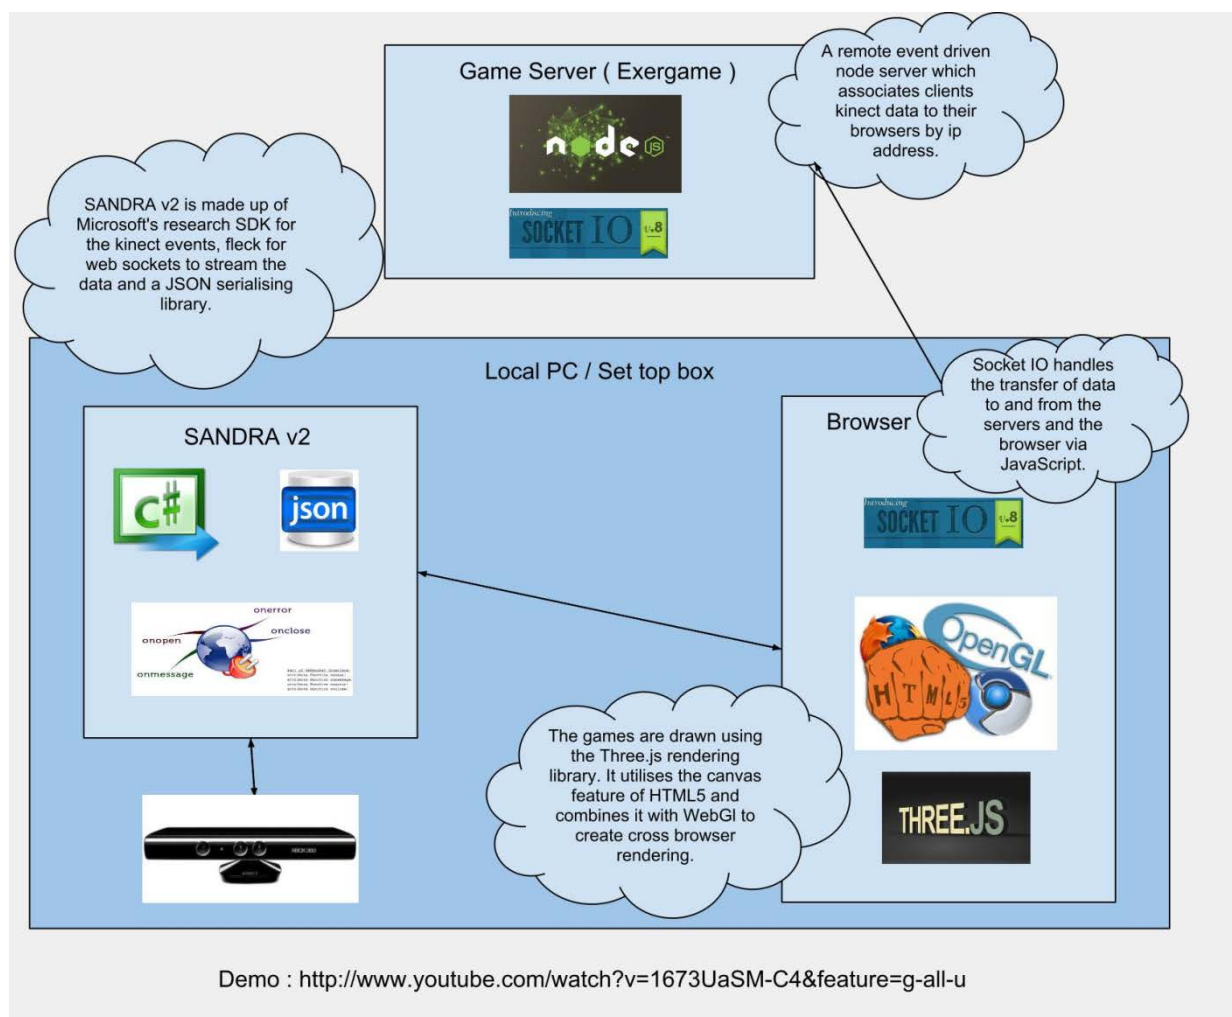 Game Server ( Exergame )
node
JS
Introducing
SOCKET IO v.8
A remote event driven
node server which
associates clients
kinect data to their
browsers by ip
address.
SANDRA v2 is made up of
Microsoft's research SDK for
the kinect events, fleck for
web sockets to stream the
data and a JSON serialising
library.
Local PC / Set top box
SANDRA v2
C#
json
onerror
onclose
onopen
onmessage
XBOX 360
Browser
Socket IO handles
the transfer of data
to and from the
servers and the
browser via
JavaScript.
Introducing
SOCKET IO v.8
OpenGL
HTML5
THREE.JS
The games are drawn using
the Three.js rendering
library. It utilises the canvas
feature of HTML5 and
combines it with WebGl to
create cross browser
rendering.
Demo : http://www.youtube.com/watch?v=1673UaSM-C4&feature=g-all-u